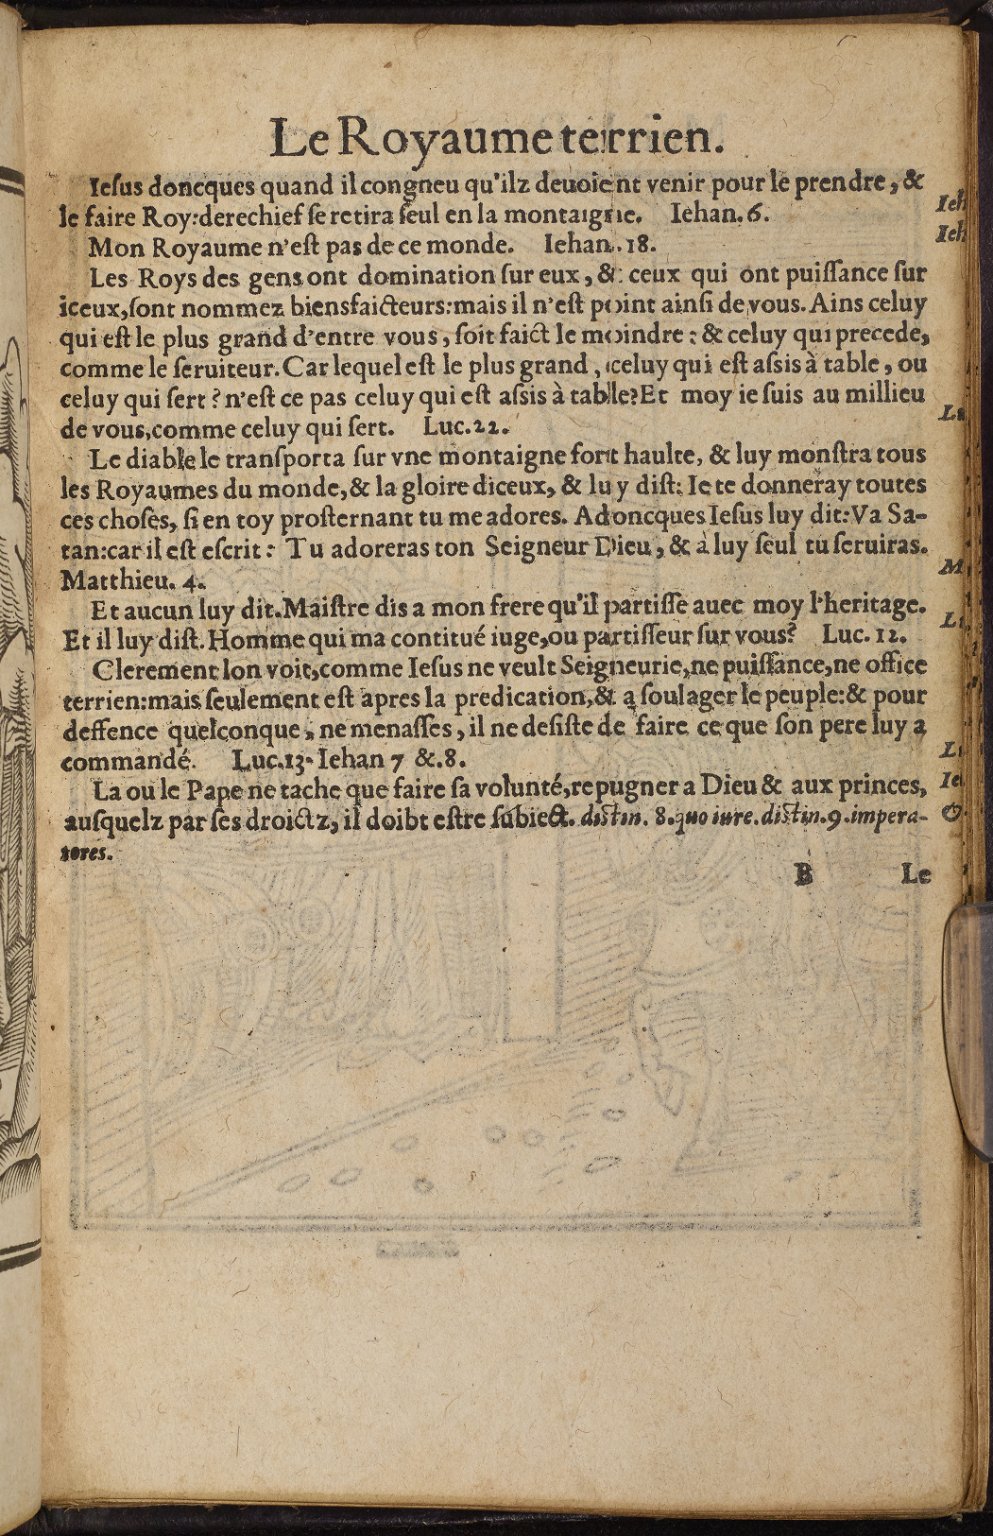 Le Royaume terrien.
Ieſus doncques quand il congneu qu'ilz deuoient venir pour le prendre, &
le faire Roy: derechief ſe retira ſeul en la montaigne. Iehan. 6.
Mon Royaume n'eſt pas de ce monde. Iehan. 18.
Les Roys des gens ont domination ſur eux, & ceux qui ont puiſſance ſur
iceux, ſont nommez biensfaicteurs: mais il n'eſt point ainſi de vous. Ains celuy
qui eſt le plus grand d'entre vous, ſoit faict le moindre: & celuy qui precede,
comme le ſeruiteur. Car lequel eſt le plus grand, celuy qui eſt aſsis à table, ou
celuy qui ſert? n'eſt ce pas celuy qui eſt aſsis à table? Et moy ie ſuis au millieu
de vous, comme celuy qui ſert. Luc. 22.
Le diable le tranſporta ſur vne montaigne fort haulte, & luy monſtra tous
les Royaumes du monde, & la gloire diceux, & luy diſt: Ie te donneray toutes
ces choſes, ſi en toy proſternant tu me adores. Adoncques Ieſus luy dit: Va Sa-
tan: car il eſt eſcrit: Tu adoreras ton Seigneur Dieu, & à luy ſeul tu ſeruiras.
Matthieu. 4.
Et aucun luy dit. Maiſtre dis a mon frere qu'il partiſſe auec moy l'heritage.
Et il luy diſt. Homme qui ma contitué iuge, ou partiſſeur ſur vous? Luc. 12.
Clerement lon voit, comme Ieſus ne veult Seigneurie, ne puiſſance, ne office
terrien: mais ſeulement eſt apres la predication, & a ſoulager le peuple: & pour
deffence quelconque, ne menaſſes, il ne deſiſte de faire ce que ſon pere luy a
commandé. Luc. 13. Iehan 7 &. 8.
La ou le Pape ne tache que faire ſa volunté, repugner a Dieu & aux princes,
auſquelz par ſes droictz, il doibt eſtre ſubiect. diſtin. 8. quo iure. diſtin. 9. impera-
tores.
B Le